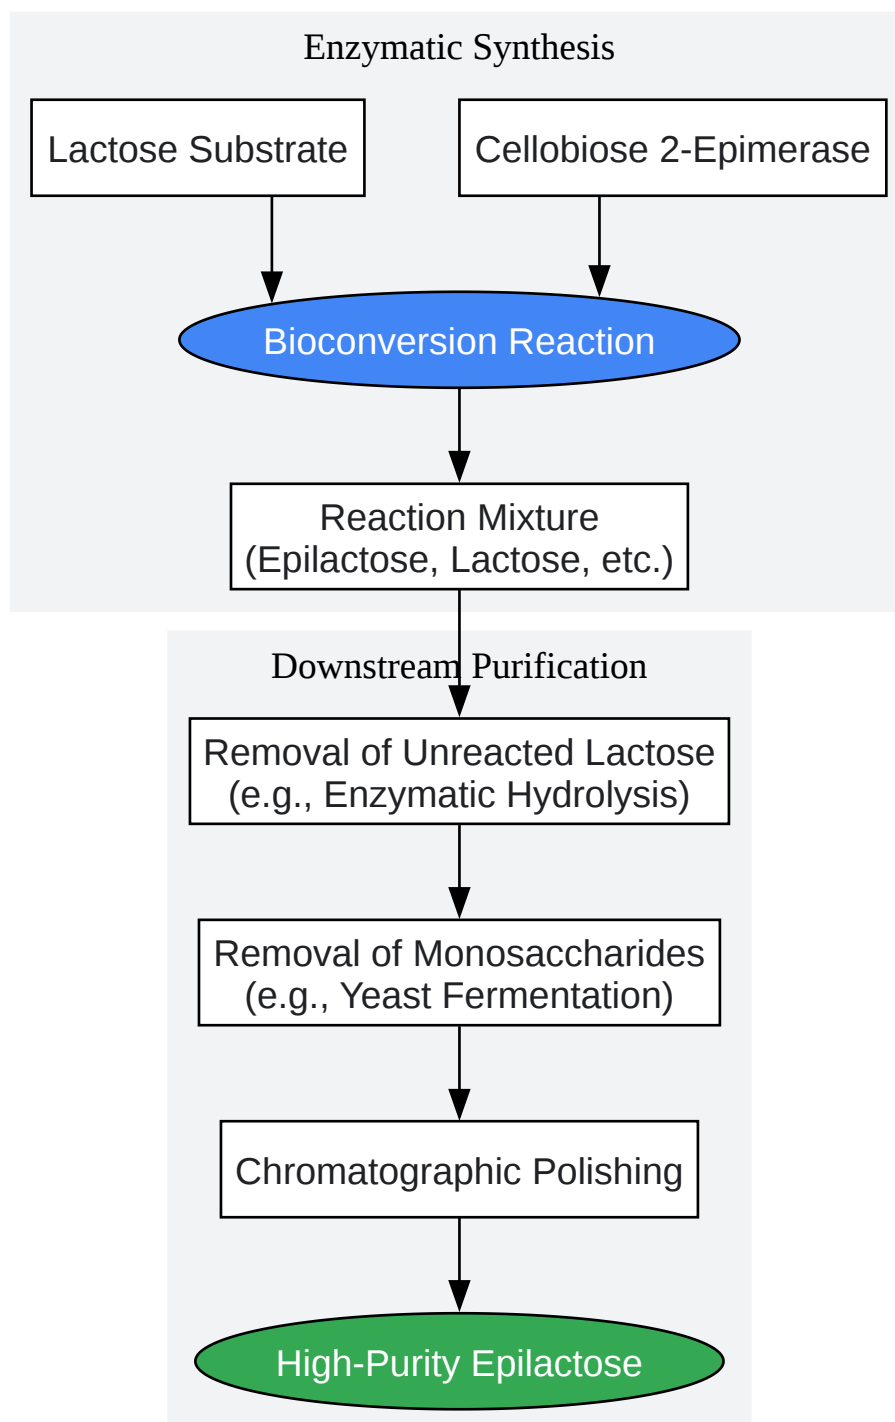 Enzymatic Synthesis
Lactose Substrate
Cellobiose 2-Epimerase
Bioconversion Reaction
Reaction Mixture
(Epilactose, Lactose, etc.)
Downstream Purification
Removal of Unreacted Lactose
(e.g., Enzymatic Hydrolysis)
Removal of Monosaccharides
(e.g., Yeast Fermentation)
Chromatographic Polishing
High-Purity Epilactose